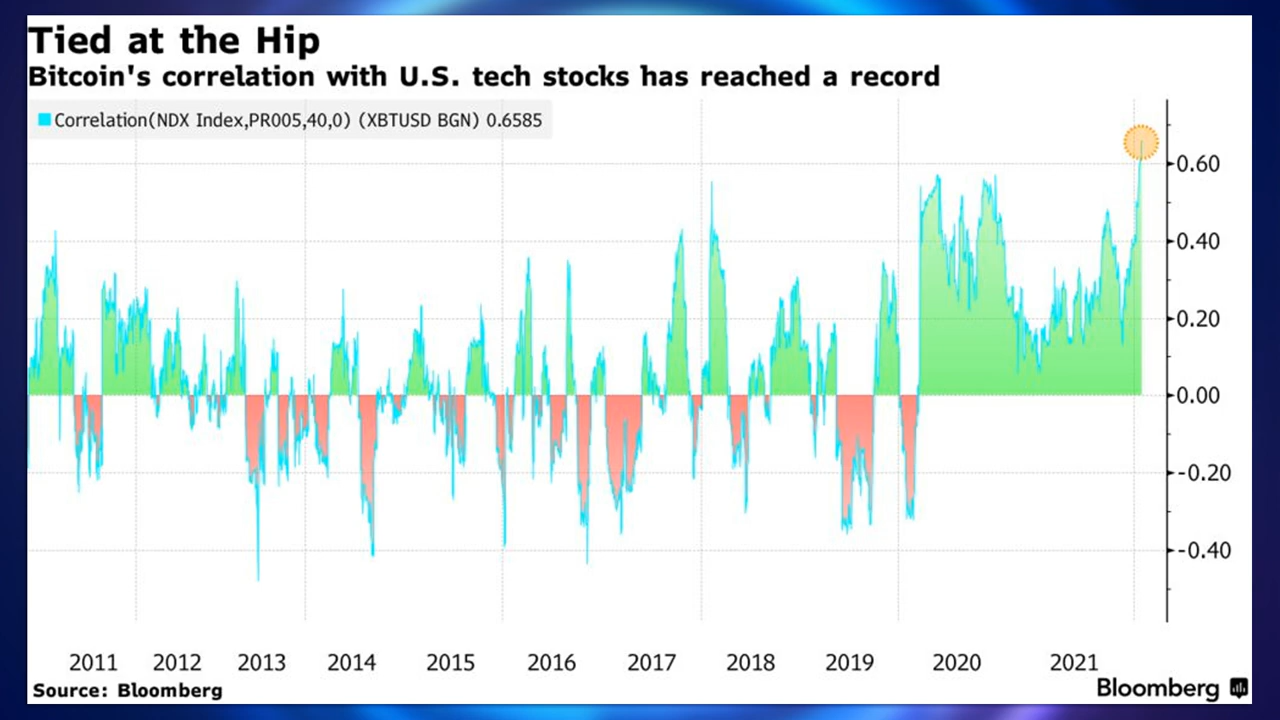 Tied at the Hip
Bitcoin's correlation with U.S. tech stocks has reached a record
Correlation(NDX Index,PR005,40,0) (XBTUSD BGN) 0.6585
0.60
0.40
0.20
0.00
-0.20
-0.40
2011 2012 2013 2014 2015 2016 2017 2018 2019 2020 2021
Source: Bloomberg
Bloomberg